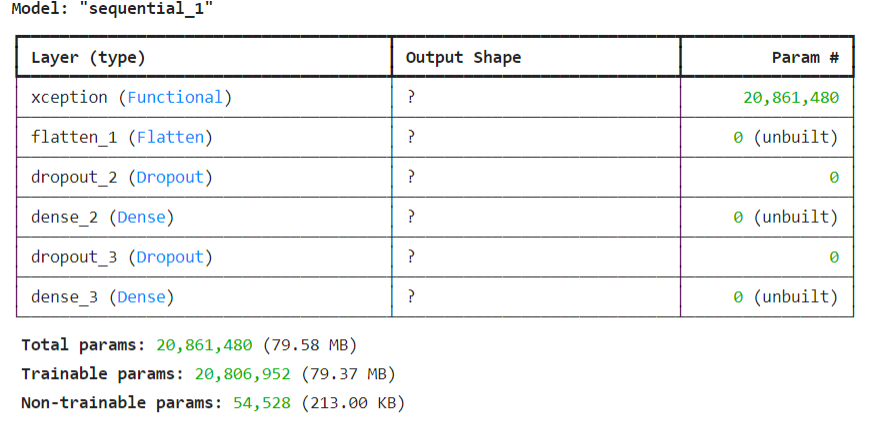 Model: "sequential_1"
Layer (type) Output Shape Param #
xception (Functional) ? 20,861,480
flatten_1 (Flatten) ? 0 (unbuilt)
dropout_2 (Dropout) ? 0
dense_2 (Dense) ? 0 (unbuilt)
dropout_3 (Dropout) ? 0
dense_3 (Dense) ? 0 (unbuilt)
Total params: 20,861,480 (79.58 MB)
Trainable params: 20,806,952 (79.37 MB)
Non-trainable params: 54,528 (213.00 KB)